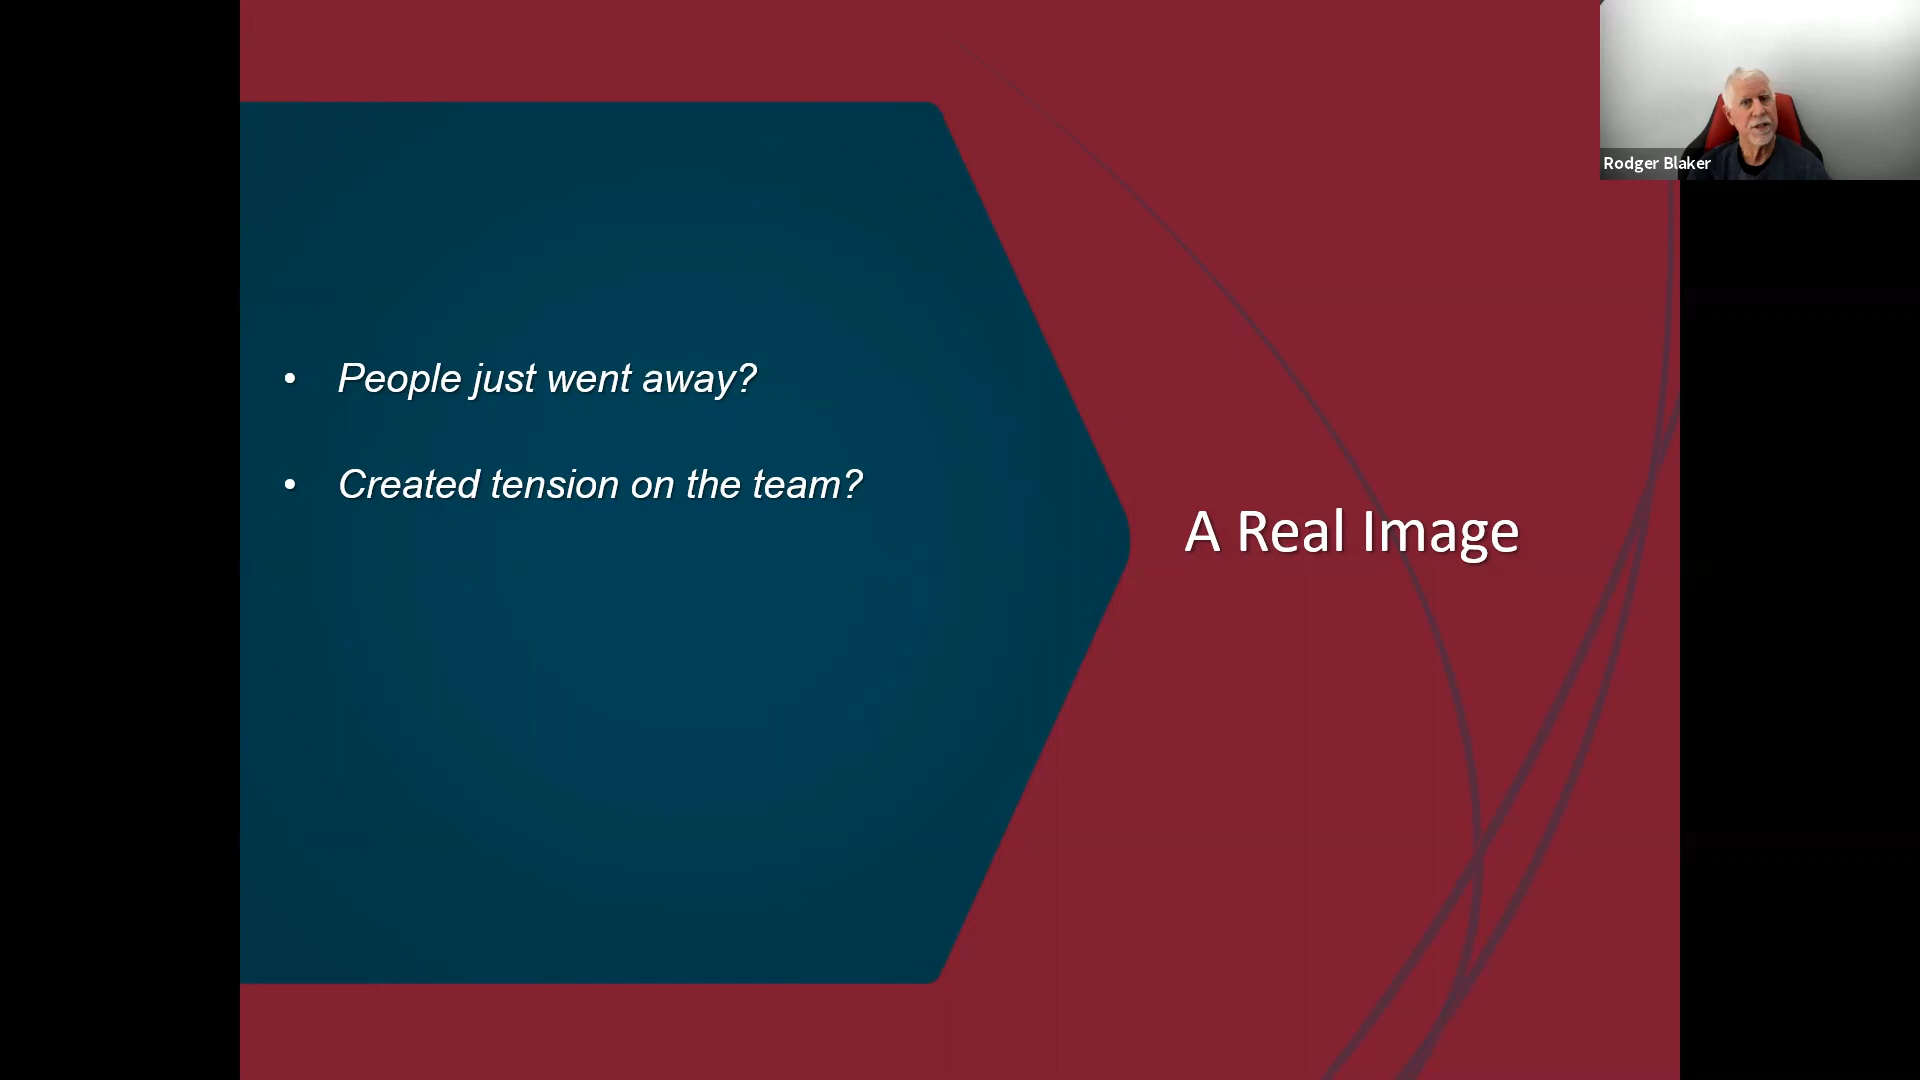 • People just went away?
• Created tension on the team?
A Real Image
Rodger Blaker